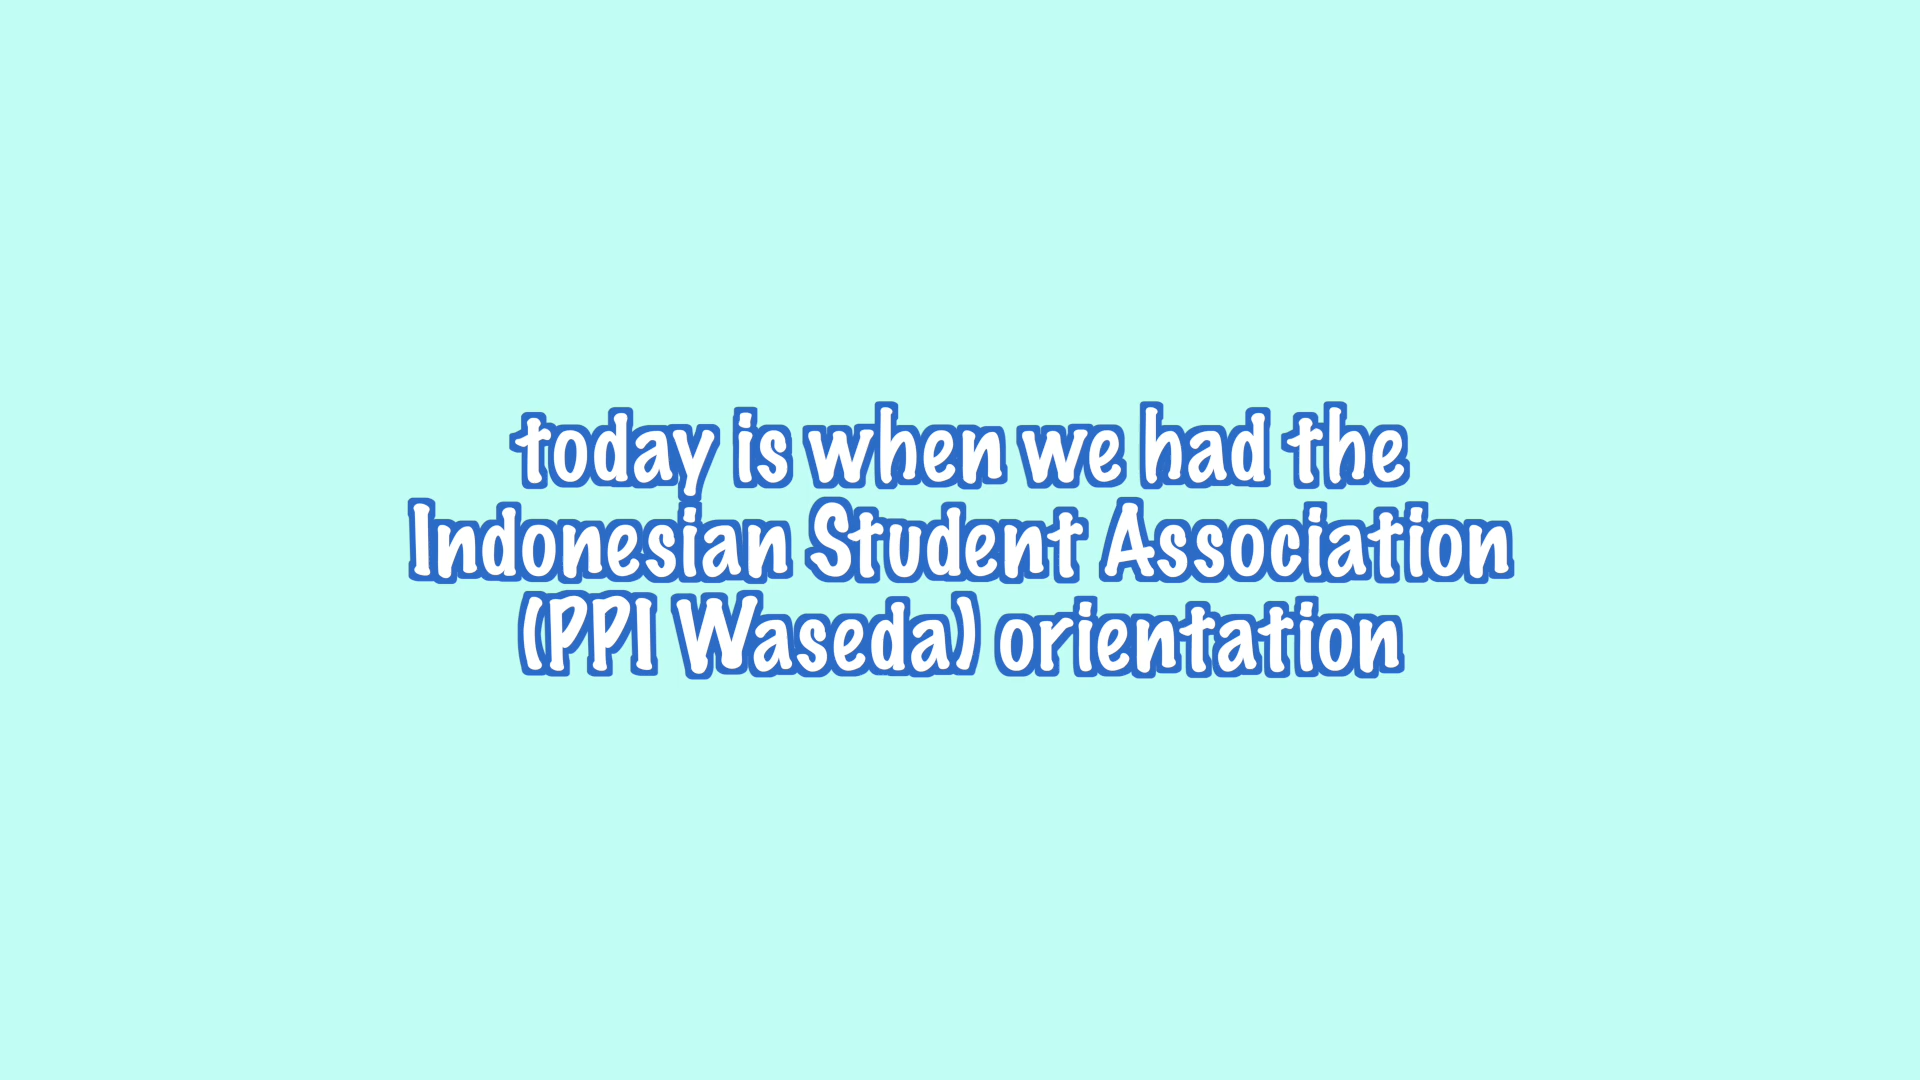 today is when we had the
Indonesian Student Association
(PPI Waseda) orientation